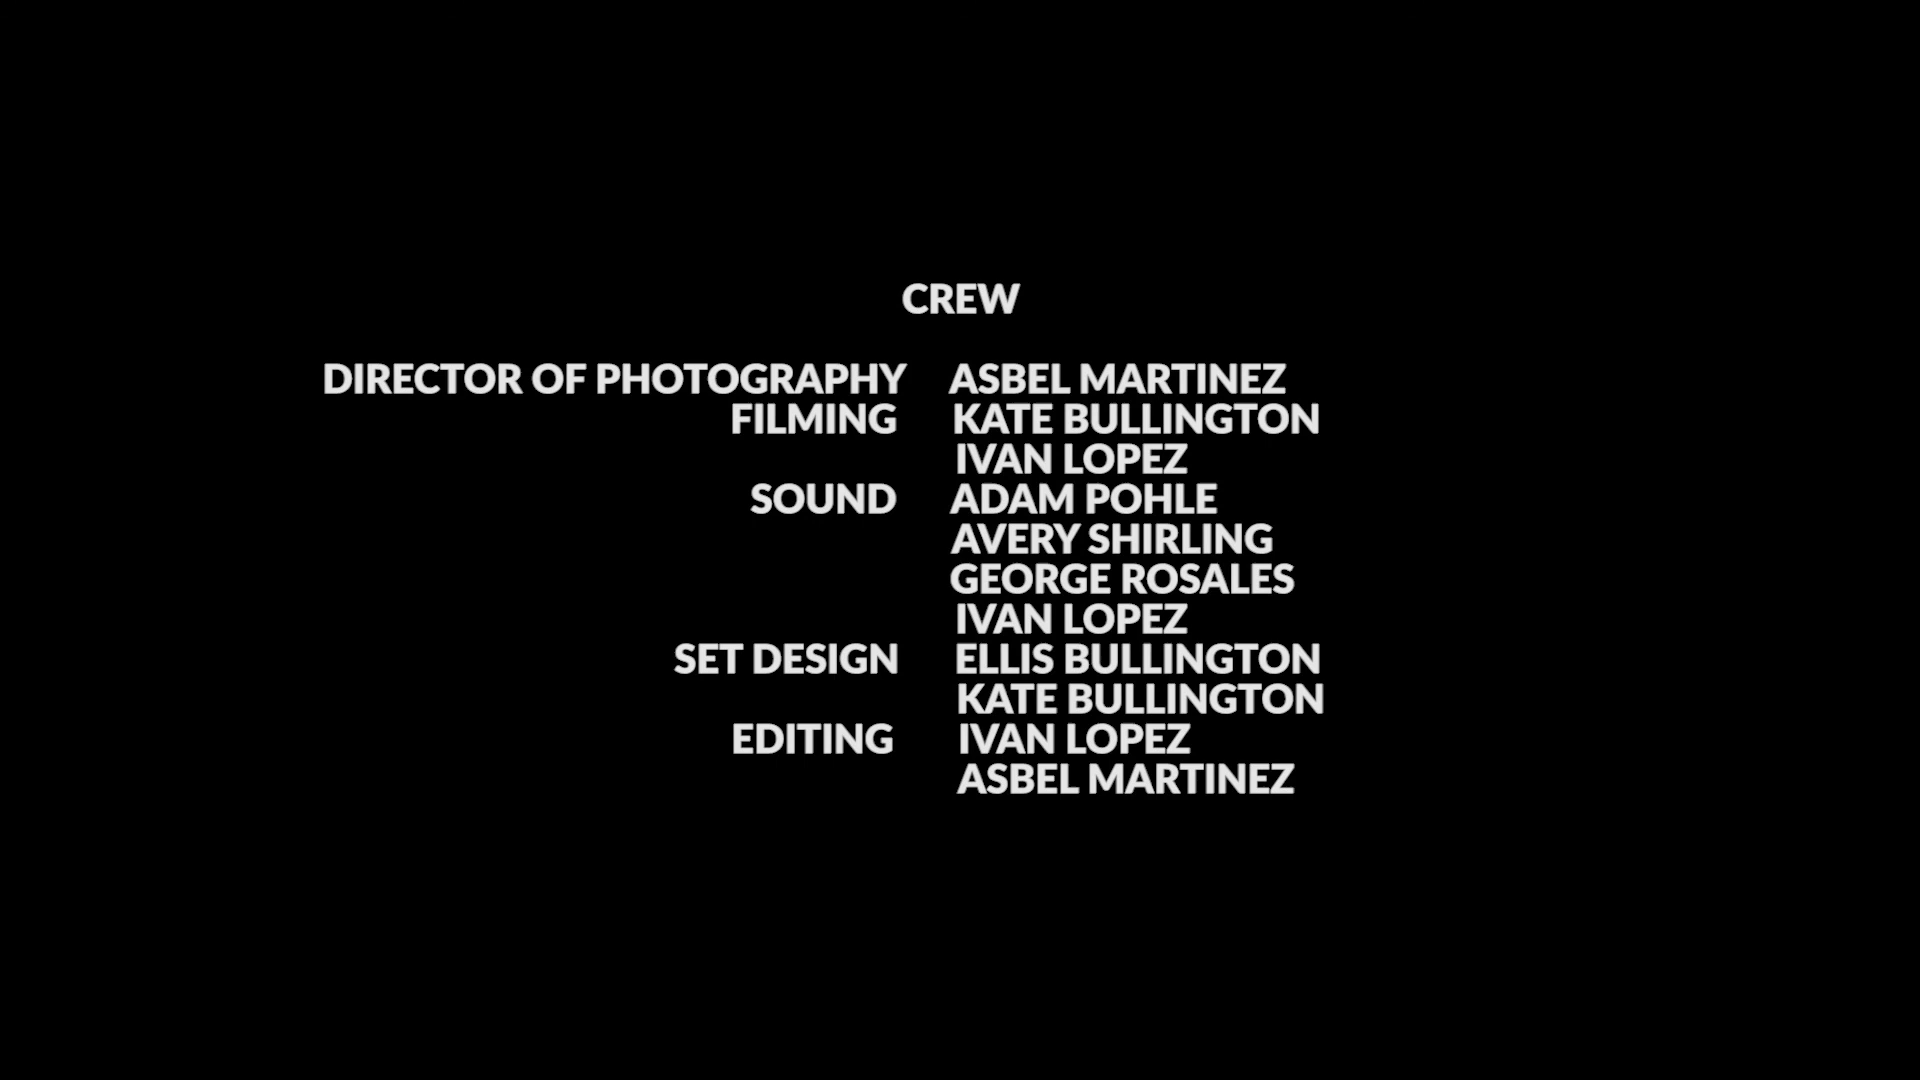 CREW
DIRECTOR OF PHOTOGRAPHY ASBEL MARTINEZ
FILMING KATE BULLINGTON
IVAN LOPEZ
SOUND ADAM POHLE
AVERY SHIRLING
GEORGE ROSALES
IVAN LOPEZ
SET DESIGN ELLIS BULLINGTON
KATE BULLINGTON
EDITING IVAN LOPEZ
ASBEL MARTINEZ